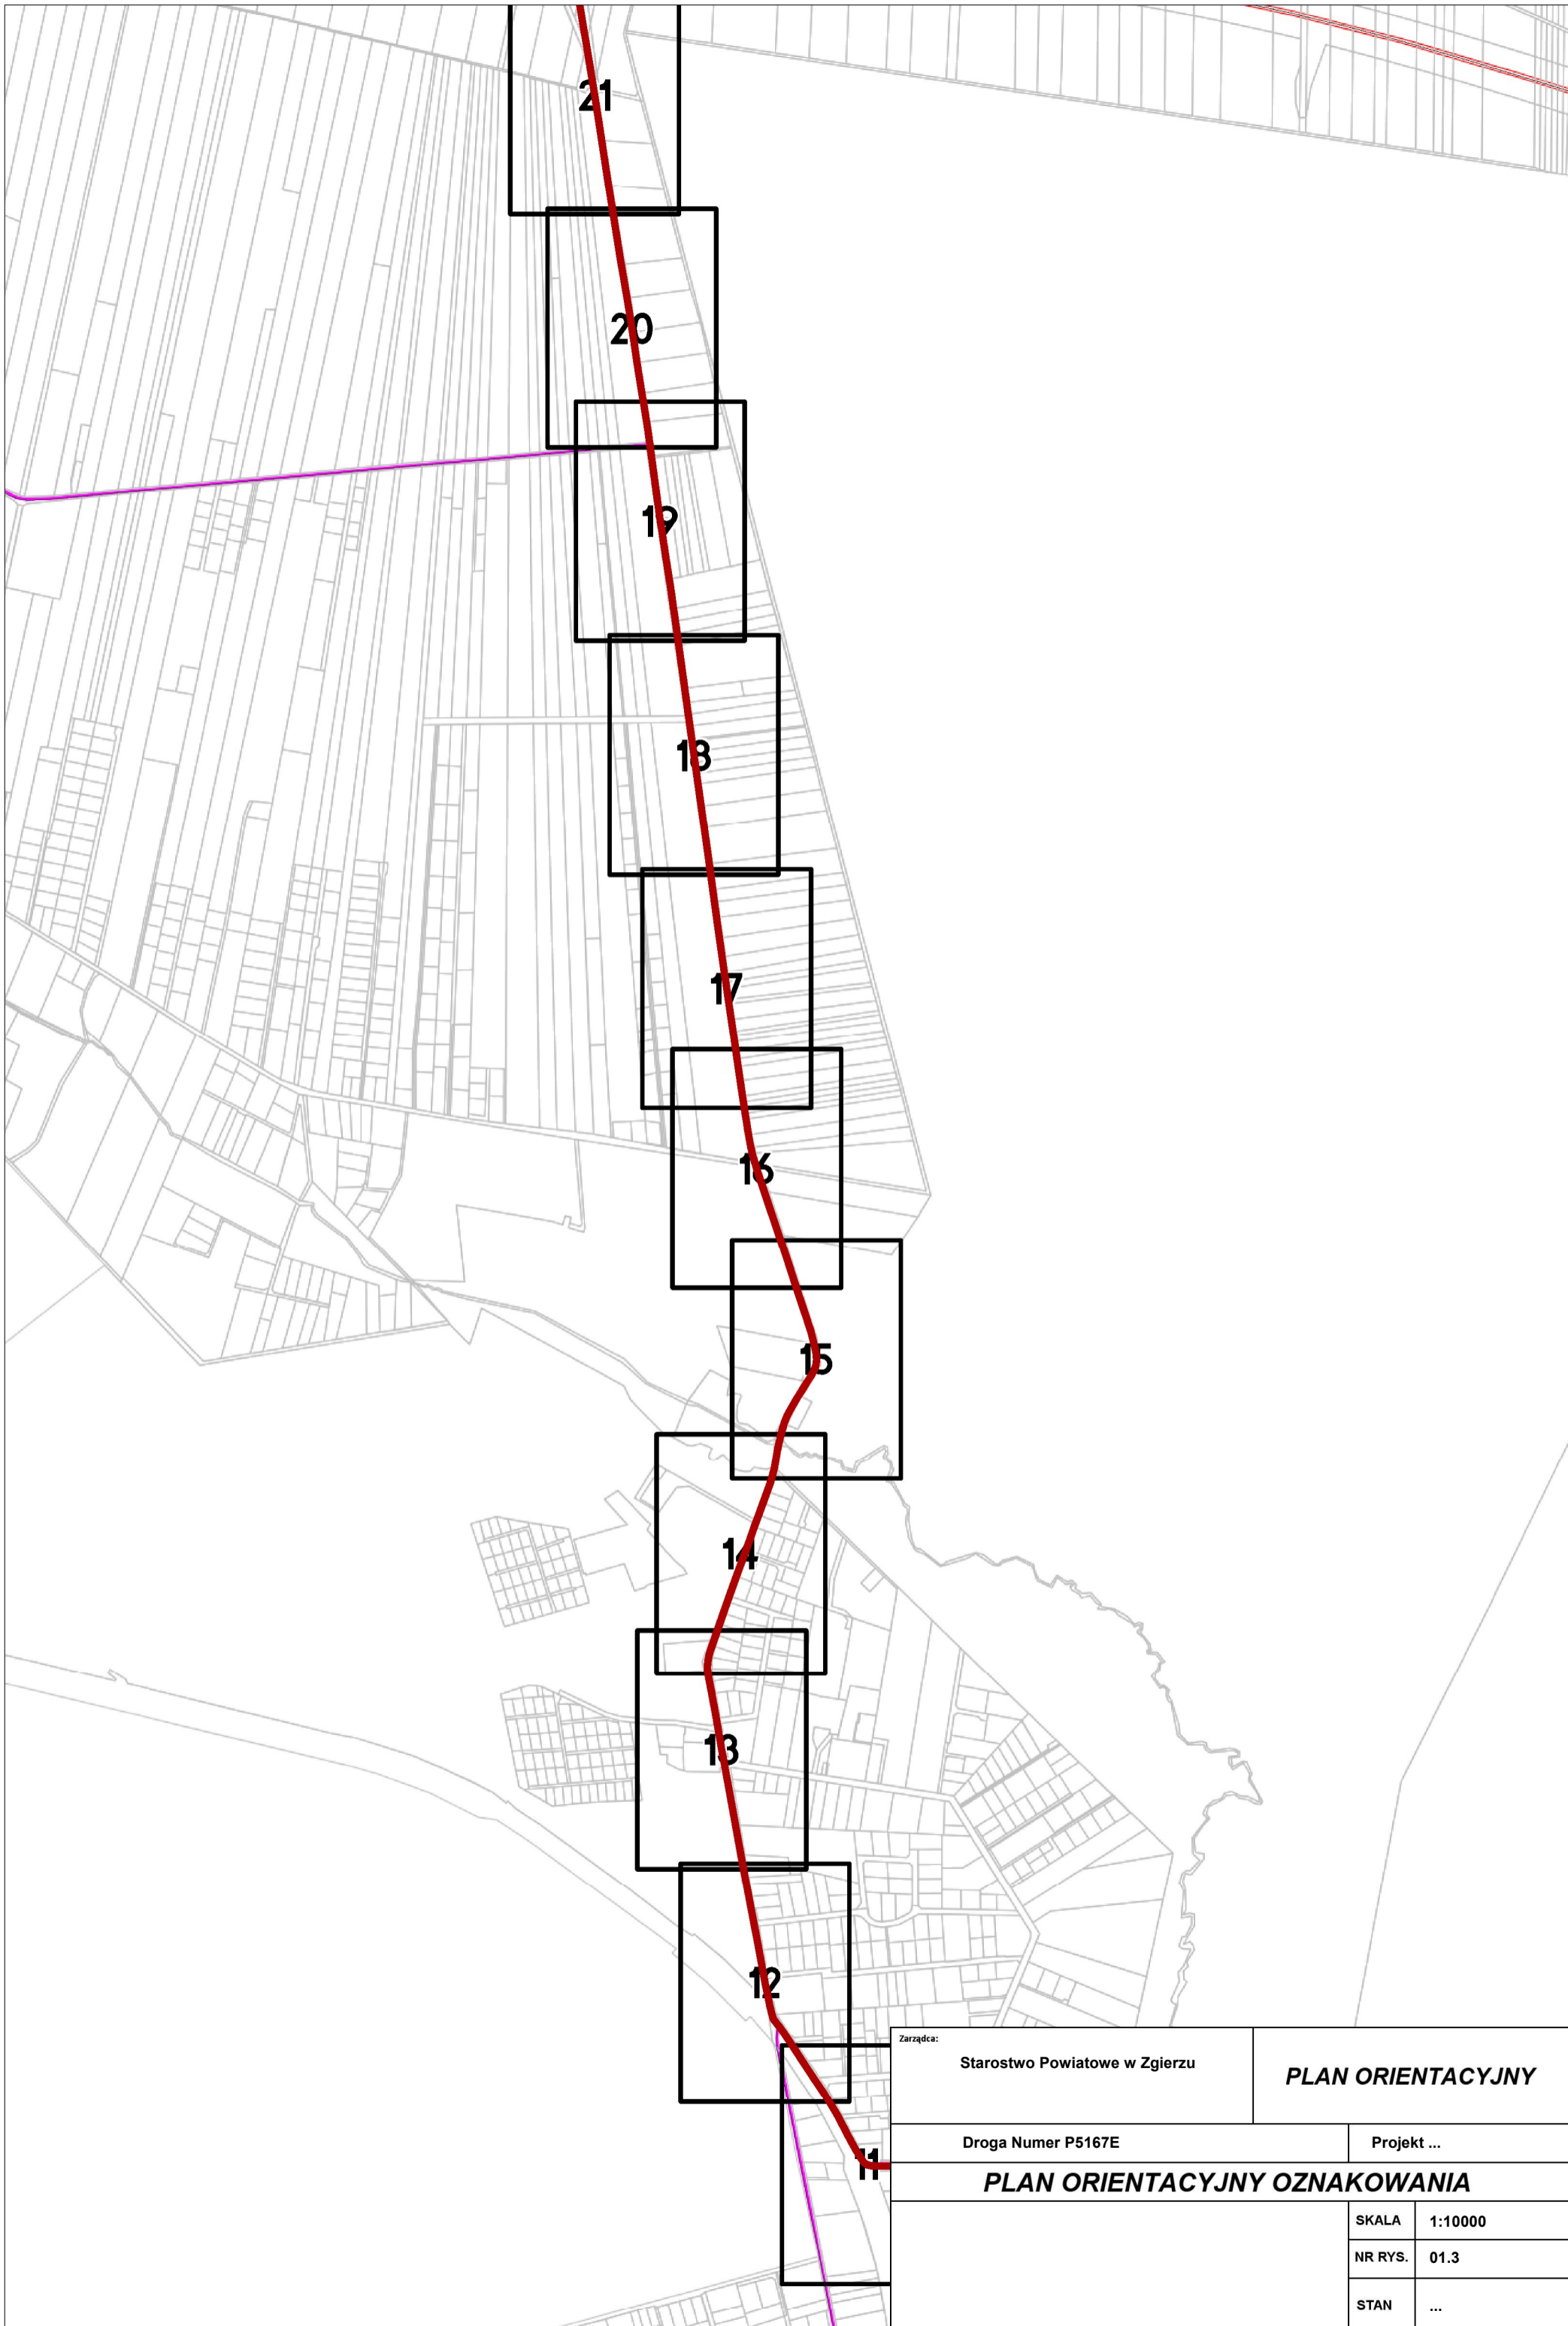 21
20
19
18
17
16
15
14
13
12
11
Zarządca:
Starostwo Powiatowe w Zgierzu
PLAN ORIENTACYJNY
Droga Numer P5167E
Projekt ...
PLAN ORIENTACYJNY OZNAKOWANIA
SKALA 1:10000
NR RYS. 01.3
STAN ...